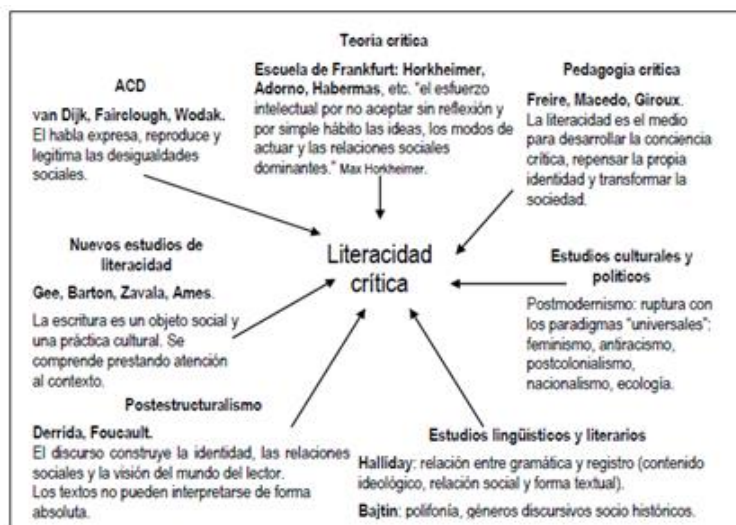 Teoría crítica
Escuela de Frankfurt: Horkheimer,
Adorno, Habermas, etc. "el esfuerzo
intelectual por no aceptar sin reflexión y
por simple hábito las ideas, los modos de
actuar y las relaciones sociales
dominantes." Max Horkheimer.
ACD
van Dijk, Fairclough, Wodak.
El habla expresa, reproduce y
legitima las desigualdades
sociales.
Pedagogía crítica
Freire, Macedo, Giroux.
La literacidad es el medio
para desarrollar la conciencia
crítica, repensar la propia
identidad y transformar la
sociedad.
Literacidad
crítica
Nuevos estudios de
literacidad
Gee, Barton, Zavala, Ames.
La escritura es un objeto social y
una práctica cultural. Se
comprende prestando atención
al contexto.
Estudios culturales y
políticos
Postmodernismo: ruptura con
los paradigmas "universales":
feminismo, antiracismo,
postcolonialismo,
nacionalismo, ecología.
Postestructuralismo
Derrida, Foucault.
El discurso construye la identidad, las relaciones
sociales y la visión del mundo del lector.
Los textos no pueden interpretarse de forma
absoluta.
Estudios lingüísticos y literarios
Halliday: relación entre gramática y registro (contenido
ideológico, relación social y forma textual).
Bajtin: polifonía, géneros discursivos socio históricos.